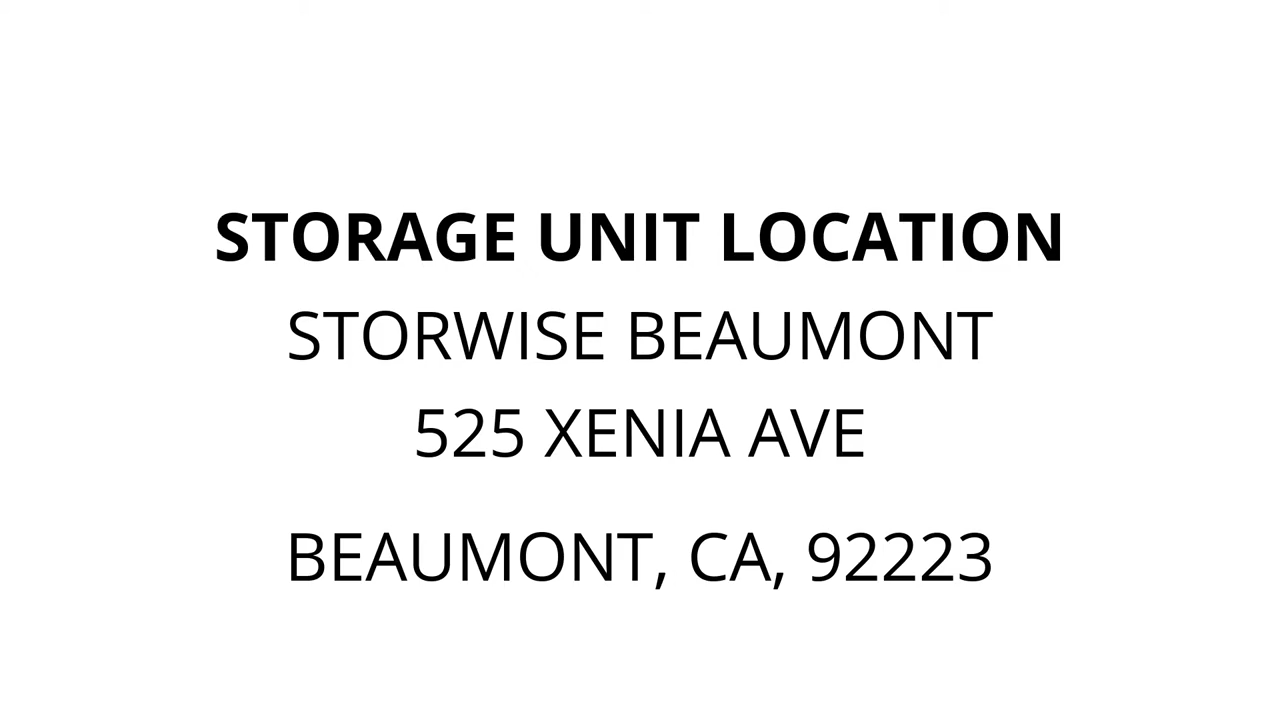 STORAGE UNIT LOCATION
STORWISE BEAUMONT
525 XENIA AVE
BEAUMONT, CA, 92223